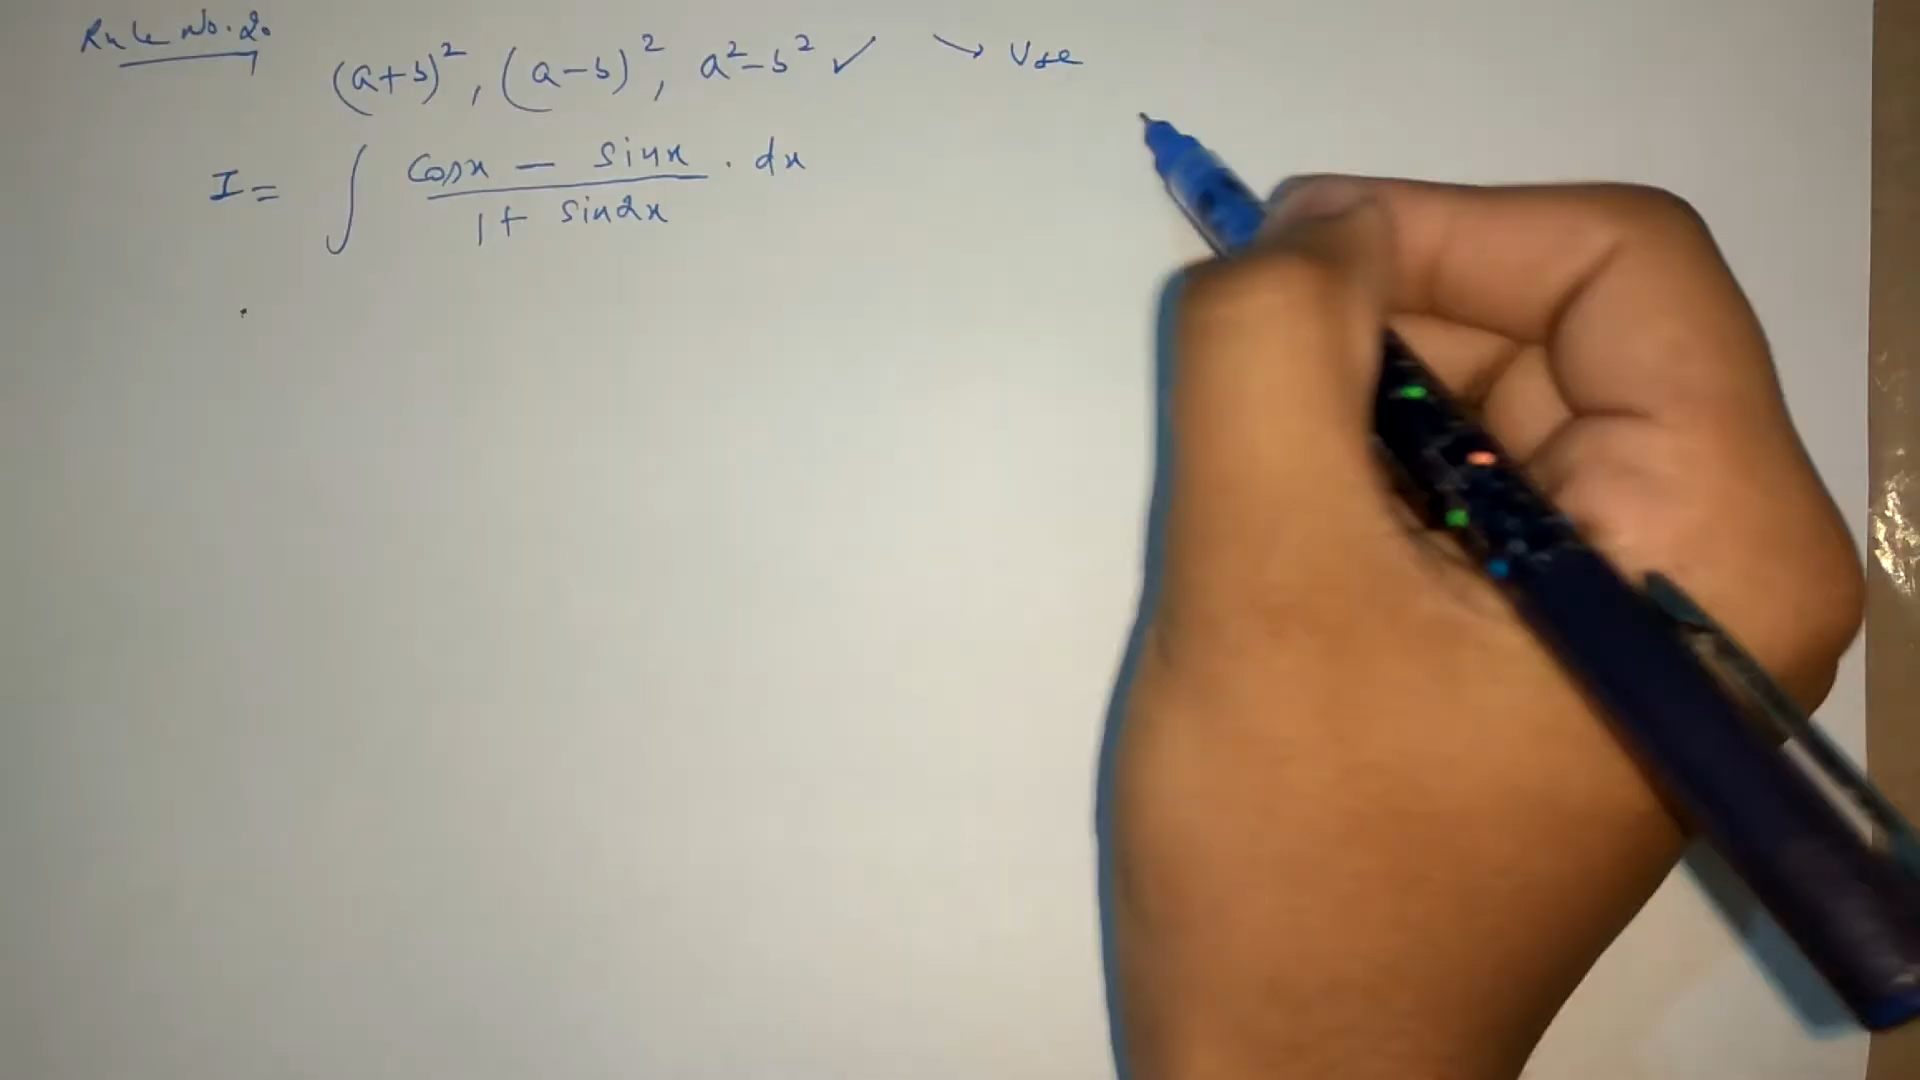 Rule No. 2.
(a+b)², (a-b)², a²-b² ✓ → Use
I = ∫ (cosx - sinx)/(1+ sin2x) . dx